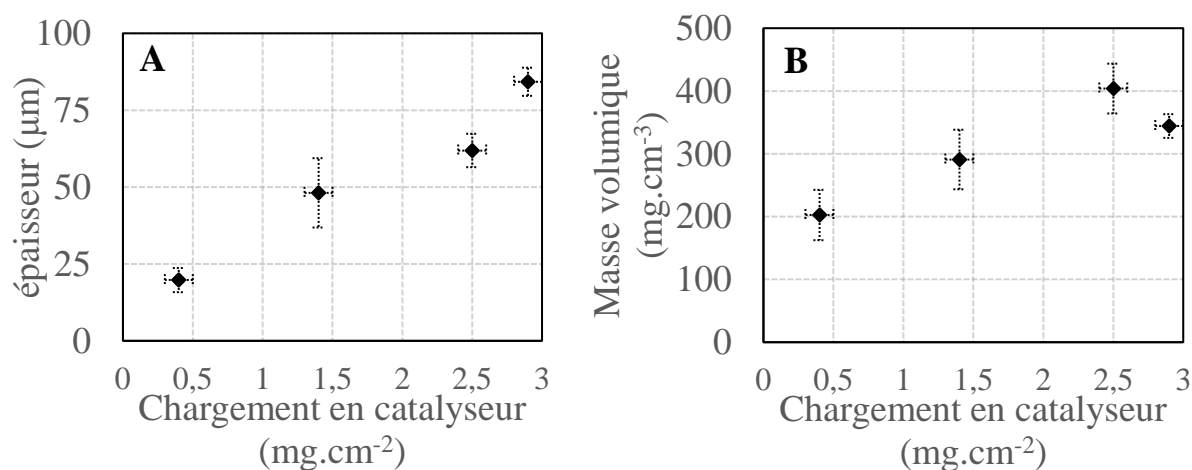 A
épaisseur (µm)
100
75
50
25
0
0 0,5 1 1,5 2 2,5 3
Chargement en catalyseur
(mg.cm-2)
B
Masse volumique
(mg.cm-3)
500
400
300
200
100
0
0 0,5 1 1,5 2 2,5 3
Chargement en catalyseur
(mg.cm-2)